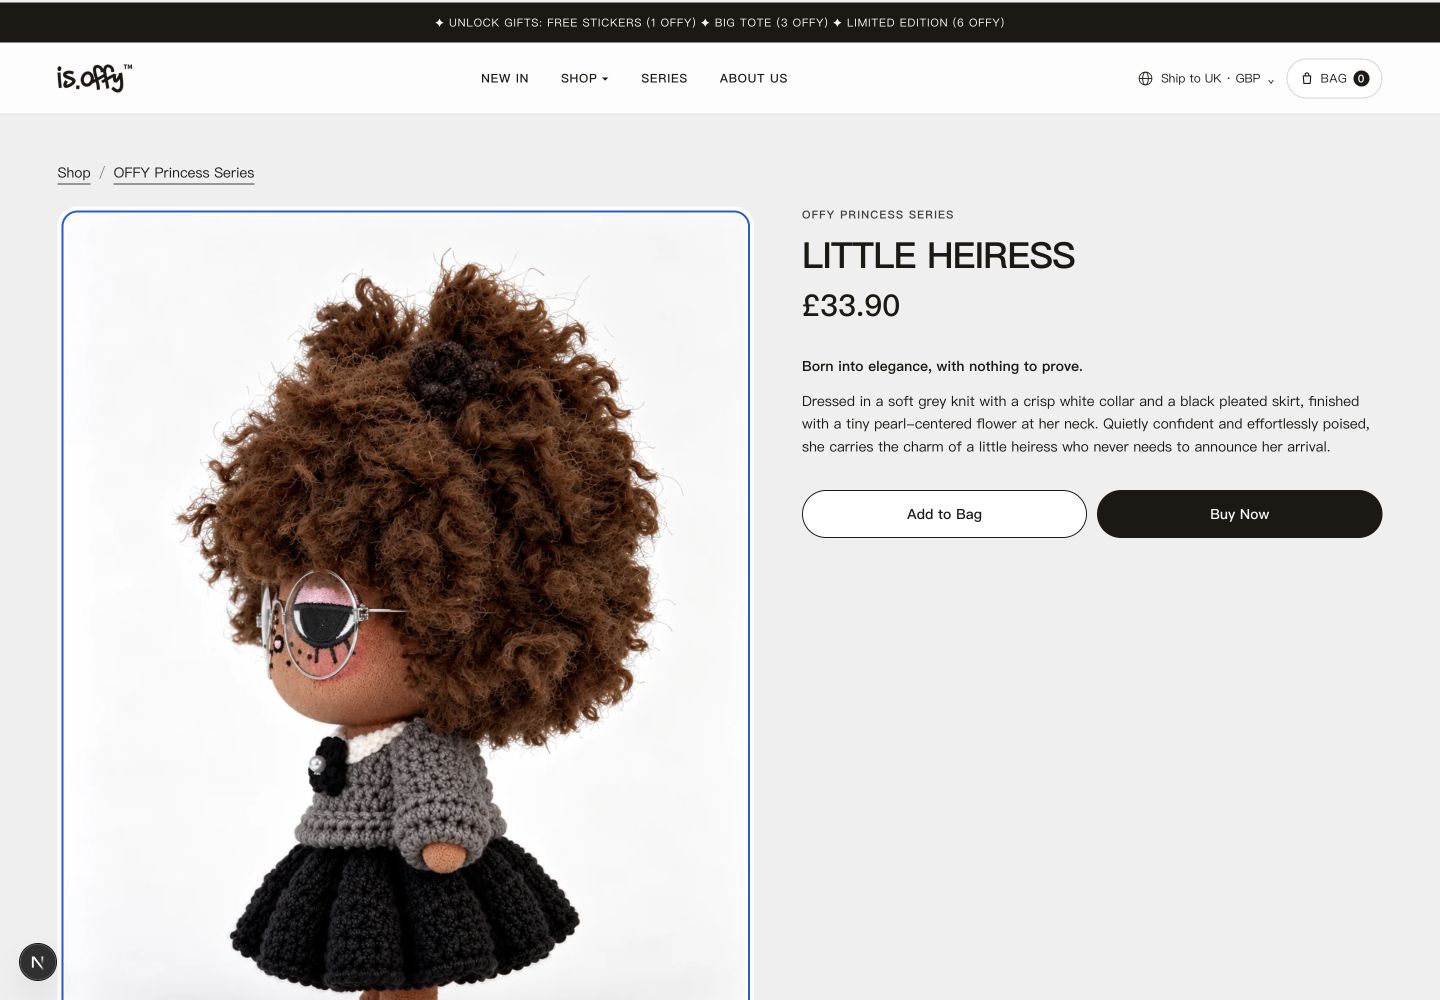 ✦ UNLOCK GIFTS: FREE STICKERS (1 OFFY) ✦ BIG TOTE (3 OFFY) ✦ LIMITED EDITION (6 OFFY)
is.offy™
NEW IN
SHOP
SERIES
ABOUT US
Ship to UK · GBP
BAG 0
Shop / OFFY Princess Series
OFFY PRINCESS SERIES
LITTLE HEIRESS
£33.90
Born into elegance, with nothing to prove.
Dressed in a soft grey knit with a crisp white collar and a black pleated skirt, finished
with a tiny pearl-centered flower at her neck. Quietly confident and effortlessly poised,
she carries the charm of a little heiress who never needs to announce her arrival.
Add to Bag
Buy Now
N